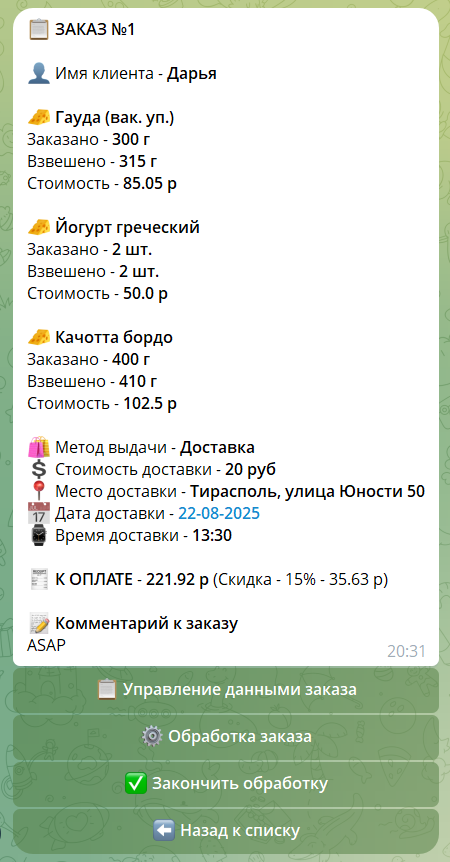 ЗАКАЗ №1
Имя клиента - Дарья
Гауда (вак. уп.)
Заказано - 300 г
Взвешено - 315 г
Стоимость - 85.05 р
Йогурт греческий
Заказано - 2 шт.
Взвешено - 2 шт.
Стоимость - 50.0 р
Качотта бордо
Заказано - 400 г
Взвешено - 410 г
Стоимость - 102.5 р
Метод выдачи - Доставка
Стоимость доставки - 20 руб
Место доставки - Тирасполь, улица Юности 50
Дата доставки - 22-08-2025
Время доставки - 13:30
К ОПЛАТЕ - 221.92 р (Скидка - 15% - 35.63 р)
Комментарий к заказу
ASAP
20:31
Управление данными заказа
Обработка заказа
Закончить обработку
Назад к списку